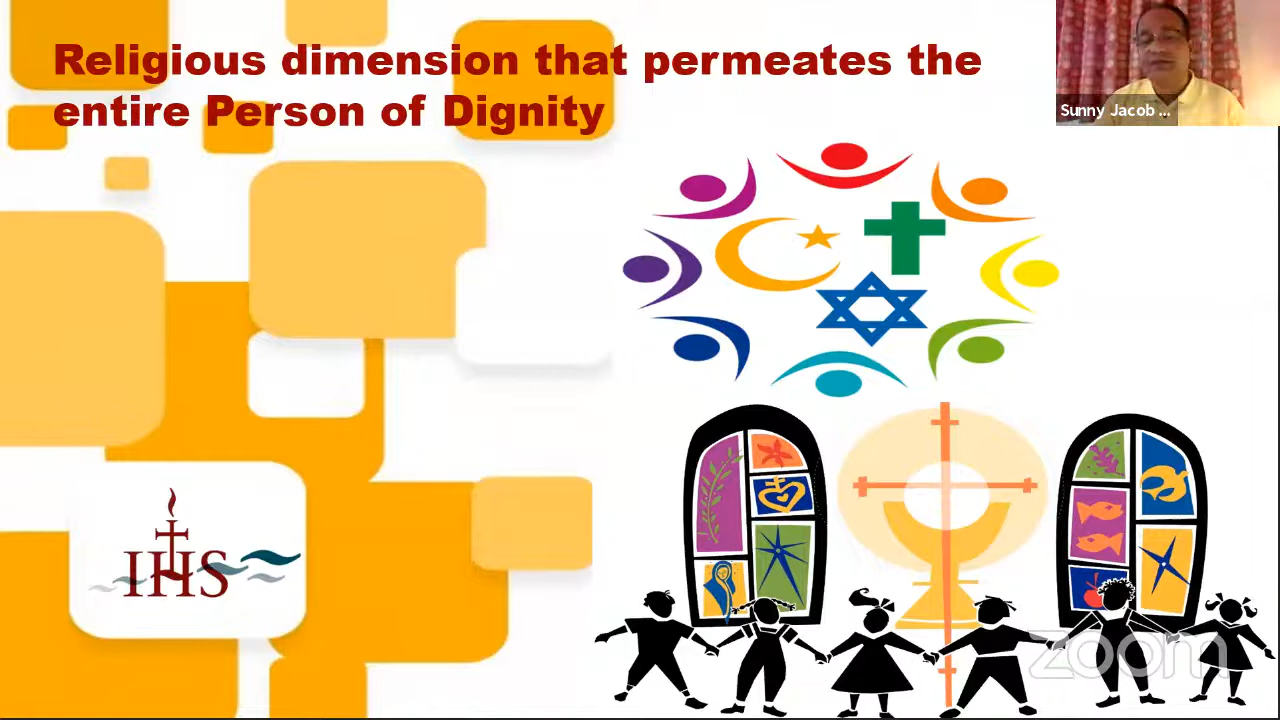 Religious dimension that permeates the
entire Person of Dignity
Sunny Jacob ...
IHS
zoom